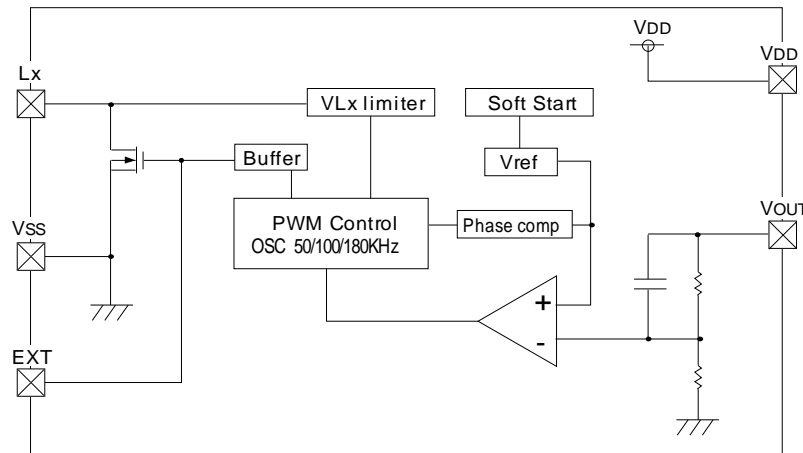 VDD
VDD
Lx
VLx limiter
Soft Start
Buffer
Vref
PWM Control
OSC 50/100/180KHz
Phase comp
VSS
VOUT
+
-
EXT